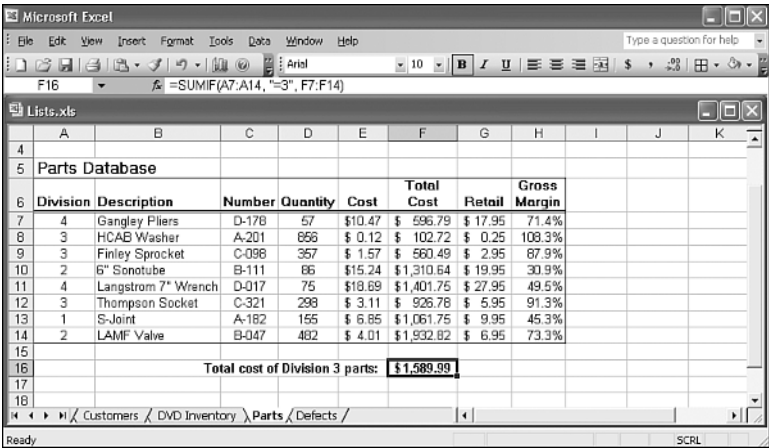 Microsoft Excel
File Edit View Insert Format Tools Data Window Help Type a question for help
Arial 10 B I U $ ,
F16 fx =SUMIF(A7:A14, "=3", F7:F14)
Lists.xls
A B C D E F G H I J K
4
5 Parts Database
6 Division Description Number Quantity Cost Total Cost Retail Gross Margin
7 4 Gangley Pliers D-178 57 $10.47 $ 596.79 $ 17.95 71.4%
8 3 HCAB Washer A-201 856 $ 0.12 $ 102.72 $ 0.25 108.3%
9 3 Finley Sprocket C-098 357 $ 1.57 $ 560.49 $ 2.95 87.9%
10 2 6" Sonotube B-111 86 $15.24 $1,310.64 $ 19.95 30.9%
11 4 Langstrom 7" Wrench D-017 75 $18.69 $1,401.75 $ 27.95 49.5%
12 3 Thompson Socket C-321 298 $ 3.11 $ 926.78 $ 5.95 91.3%
13 1 S-Joint A-182 155 $ 6.85 $1,061.75 $ 9.95 45.3%
14 2 LAMF Valve B-047 482 $ 4.01 $1,932.82 $ 6.95 73.3%
15
16 Total cost of Division 3 parts: $1,589.99
17
18
Customers DVD Inventory Parts Defects
Ready SCRL